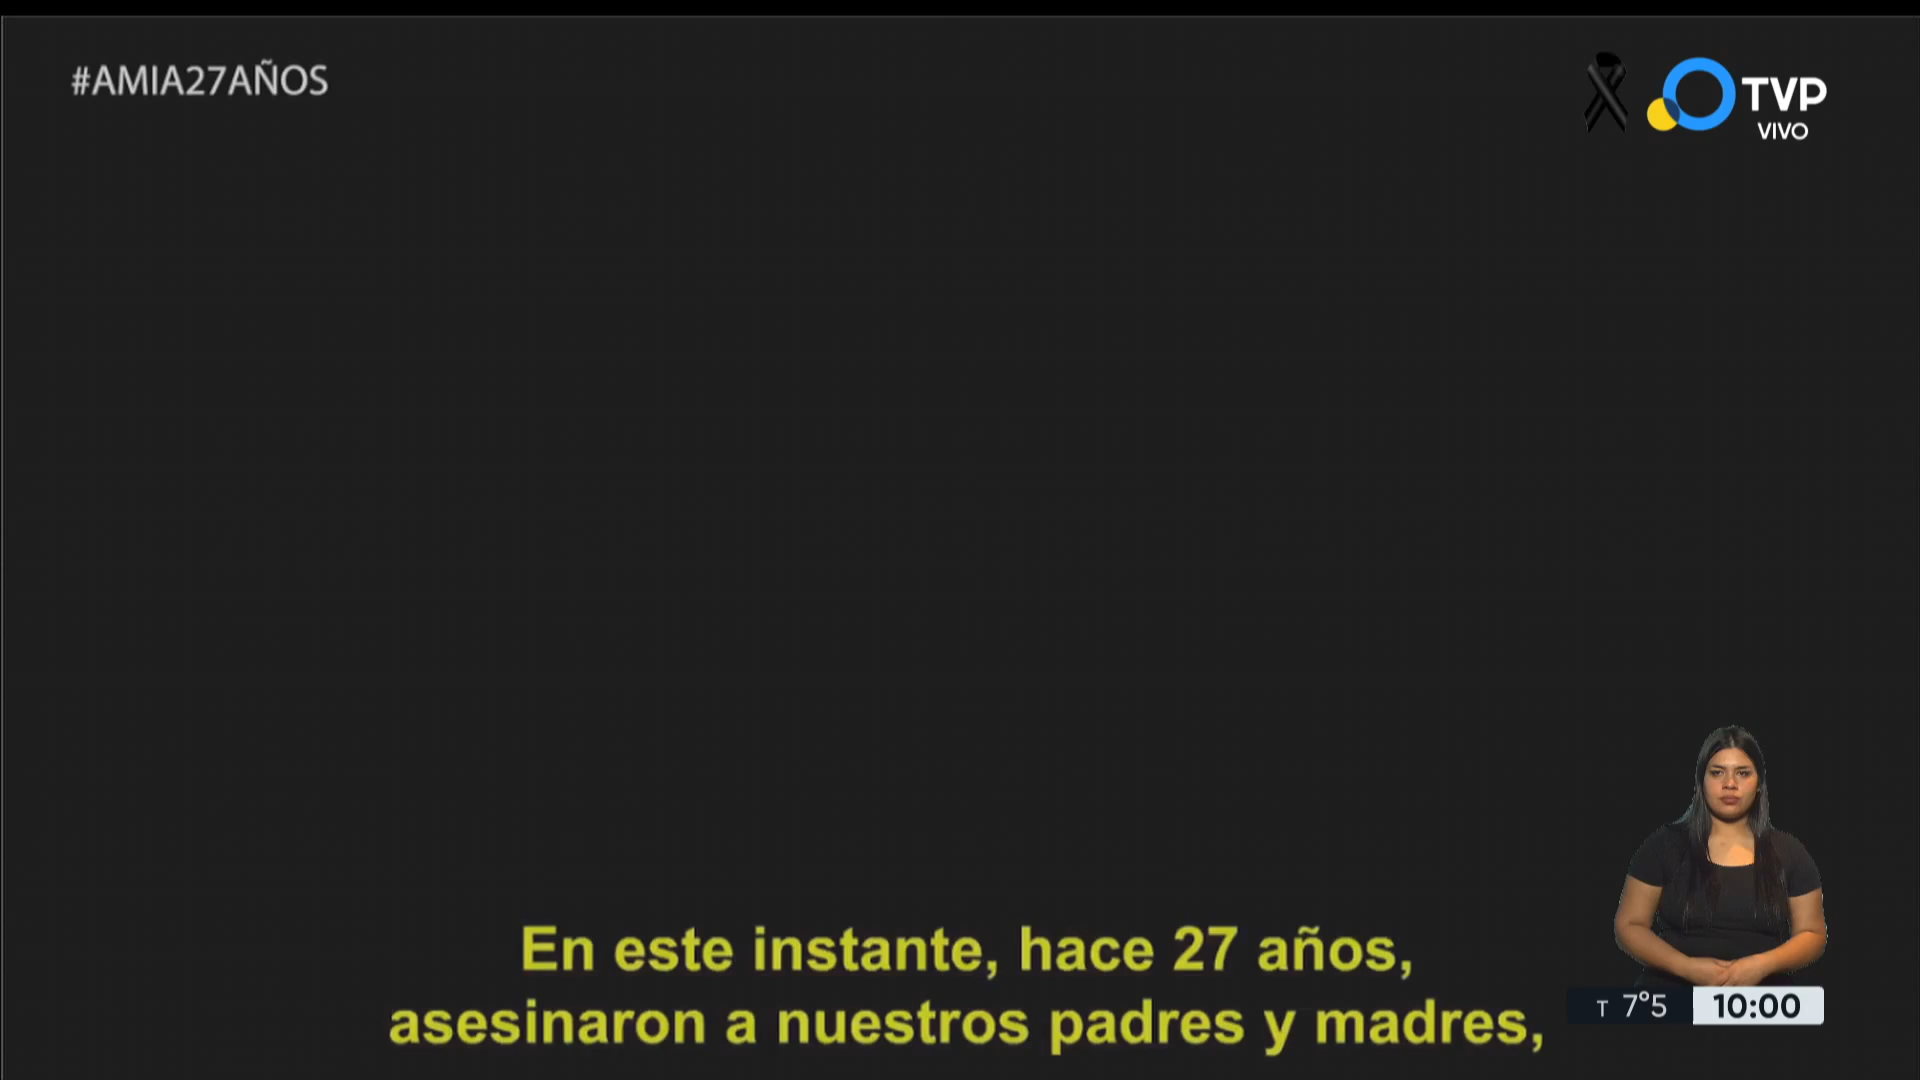 #AMIA27AÑOS
TVP
VIVO
En este instante, hace 27 años,
asesinaron a nuestros padres y madres,
T 7°5 10:00